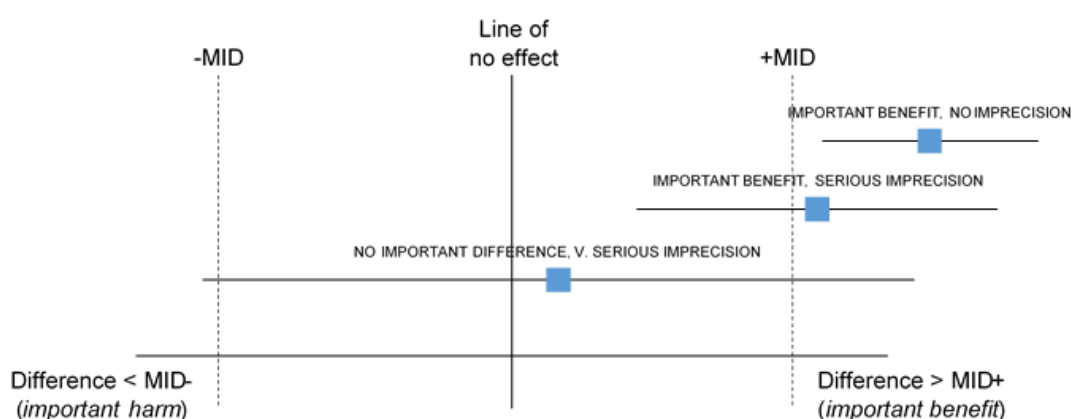 Line of
no effect
-MID
+MID
IMPORTANT BENEFIT, NO IMPRECISION
IMPORTANT BENEFIT, SERIOUS IMPRECISION
NO IMPORTANT DIFFERENCE, V. SERIOUS IMPRECISION
Difference < MID-
(important harm)
Difference > MID+
(important benefit)